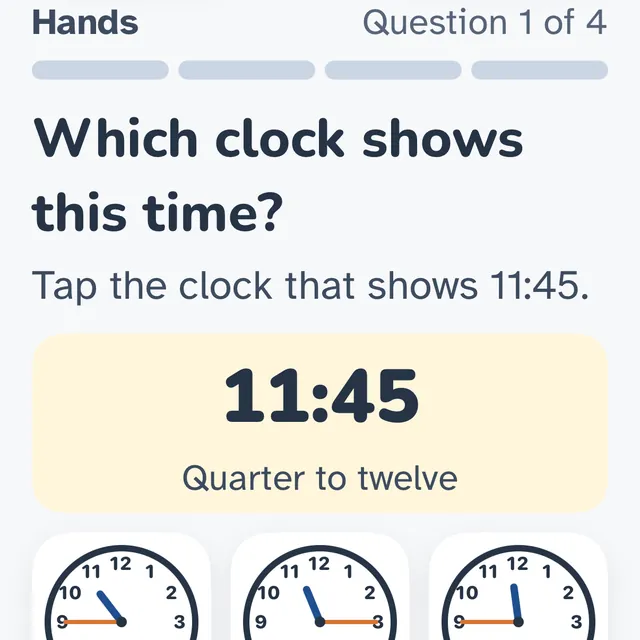 Hands
Question 1 of 4
Which clock shows
this time?
Tap the clock that shows 11:45.
11:45
Quarter to twelve
11 12 1
10 2
9 3
11 12 1
10 2
9 3
11 12 1
10 2
9 3